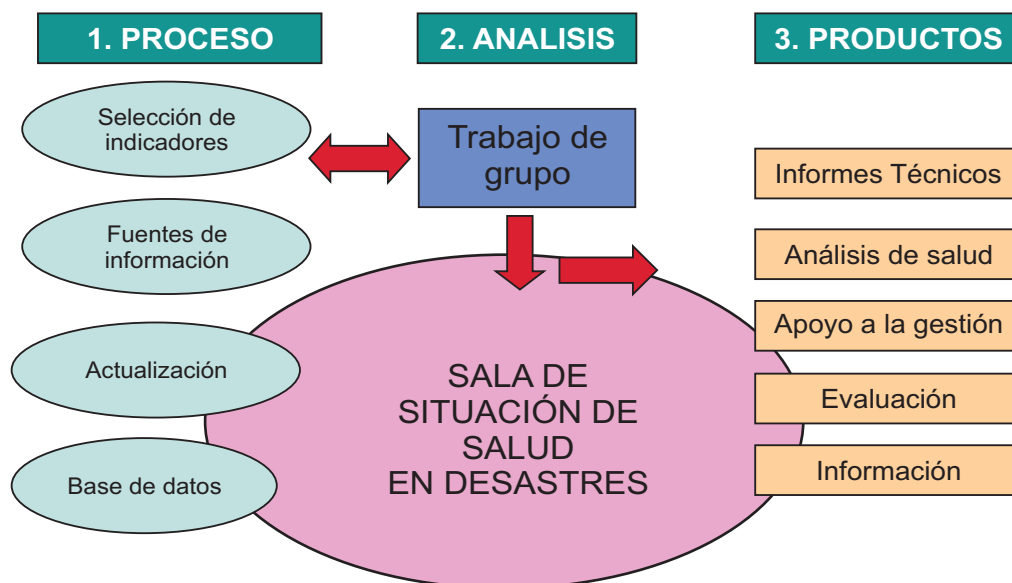 1. PROCESO
2. ANALISIS
3. PRODUCTOS
Selección de
indicadores
Fuentes de
información
Actualización
Base de datos
Trabajo de
grupo
SALA DE
SITUACIÓN DE
SALUD
EN DESASTRES
Informes Técnicos
Análisis de salud
Apoyo a la gestión
Evaluación
Información